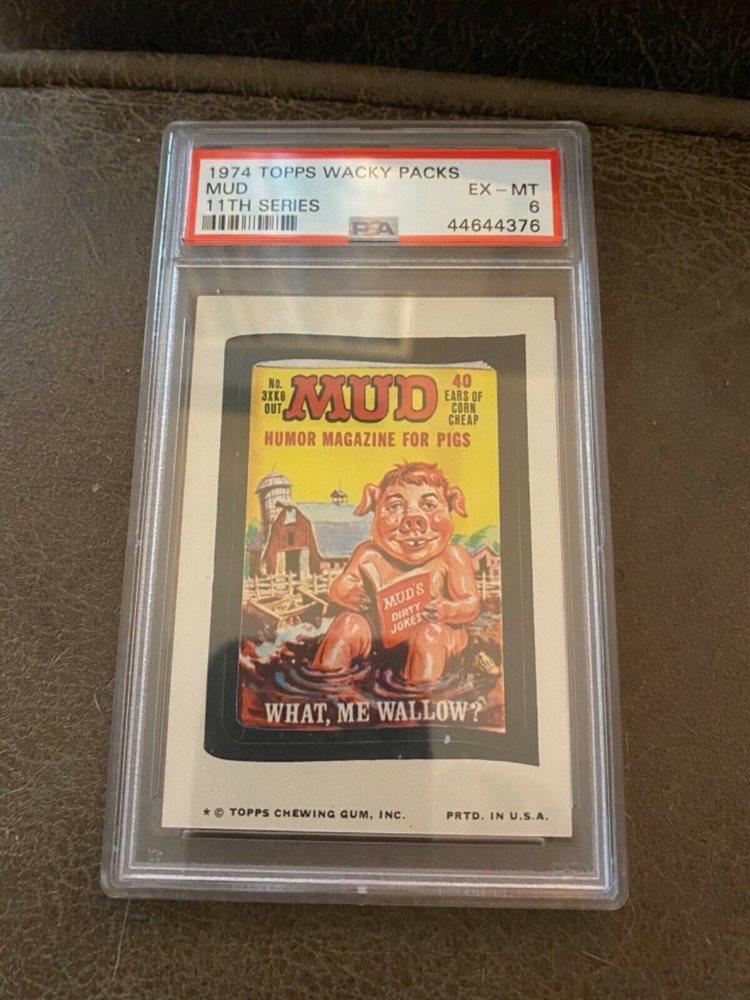 1974 TOPPS WACKY PACKS
MUD EX - MT
11TH SERIES 6
PSA 44644376
No. 3XK6 OUT
MUD
40 EARS OF CORN CHEAP
HUMOR MAGAZINE FOR PIGS
MUD'S
DIRTY
JOKES
WHAT, ME WALLOW?
* © TOPPS CHEWING GUM, INC. PRTD. IN U.S.A.